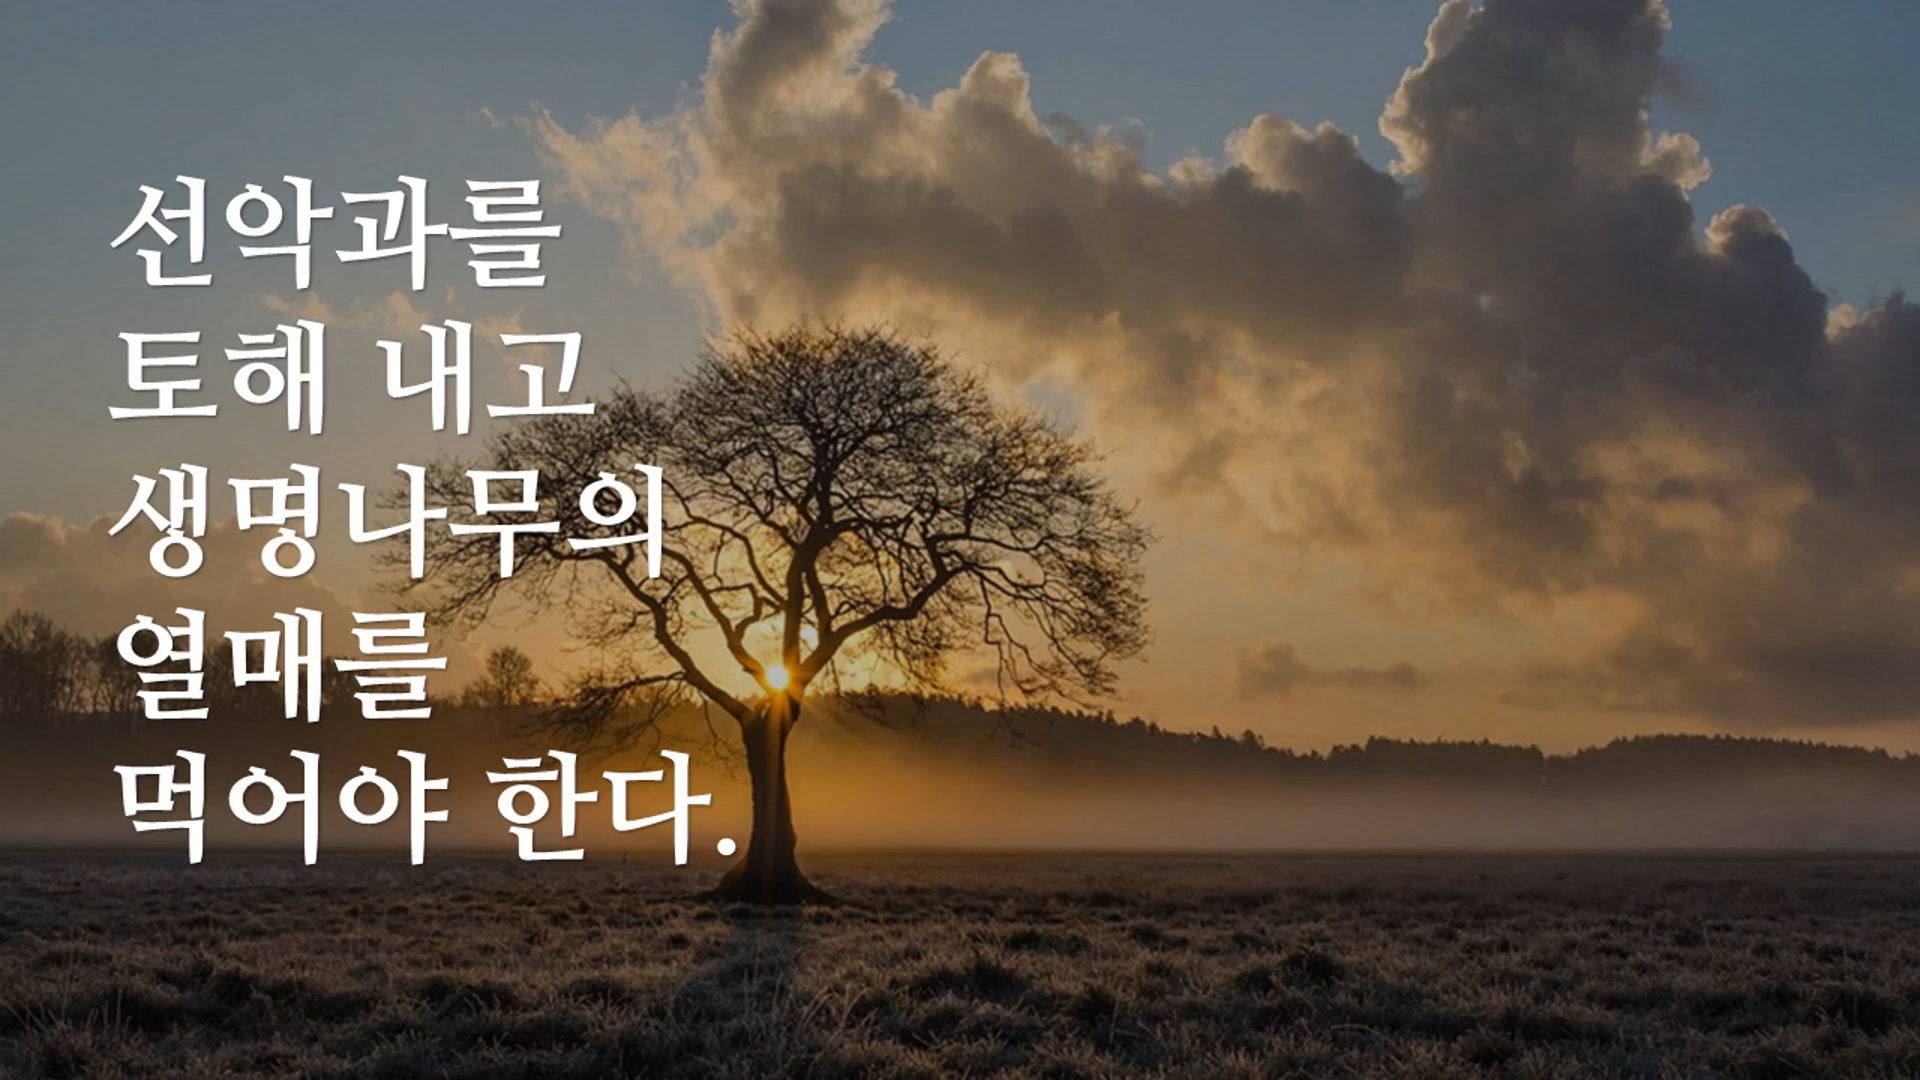 선악과를
토해 내고
생명나무의
열매를
먹어야 한다.